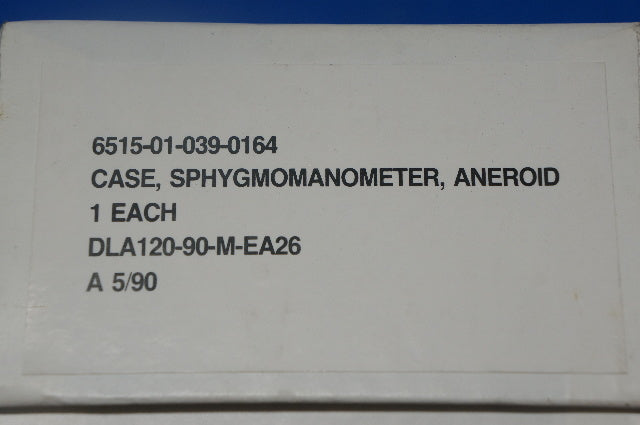 6515-01-039-0164
CASE, SPHYGMOMANOMETER, ANEROID
1 EACH
DLA120-90-M-EA26
A 5/90